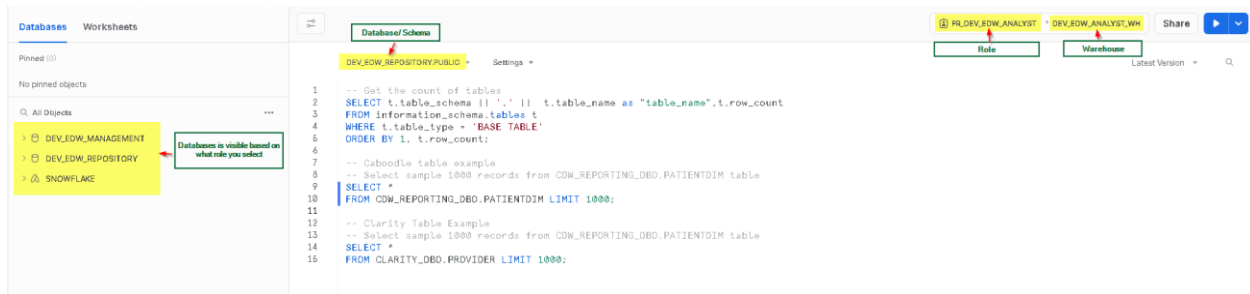 Databases Worksheets
Pinned (0)
No pinned objects
All Objects
DEV_EDW_MANAGEMENT
DEV_EDW_REPOSITORY
SNOWFLAKE
Databases is visible based on
what role you select
Database/ Schema
DEV_EDW_REPOSITORY.PUBLIC Settings
FR_DEV_EDW_ANALYST · DEV_EDW_ANALYST_WH Share
Role Warehouse
Latest Version
1 -- Get the count of tables
2 SELECT t.table_schema || '.' || t.table_name as "table_name",t.row_count
3 FROM information_schema.tables t
4 WHERE t.table_type = 'BASE TABLE'
5 ORDER BY 1, t.row_count;
6
7 -- Caboodle table example
8 -- Select sample 1000 records from CDW_REPORTING_DBO.PATIENTDIM table
9 SELECT *
10 FROM CDW_REPORTING_DBO.PATIENTDIM LIMIT 1000;
11
12 -- Clarity Table Example
13 -- Select sample 1000 records from CDW_REPORTING_DBO.PATIENTDIM table
14 SELECT *
15 FROM CLARITY_DBO.PROVIDER LIMIT 1000;